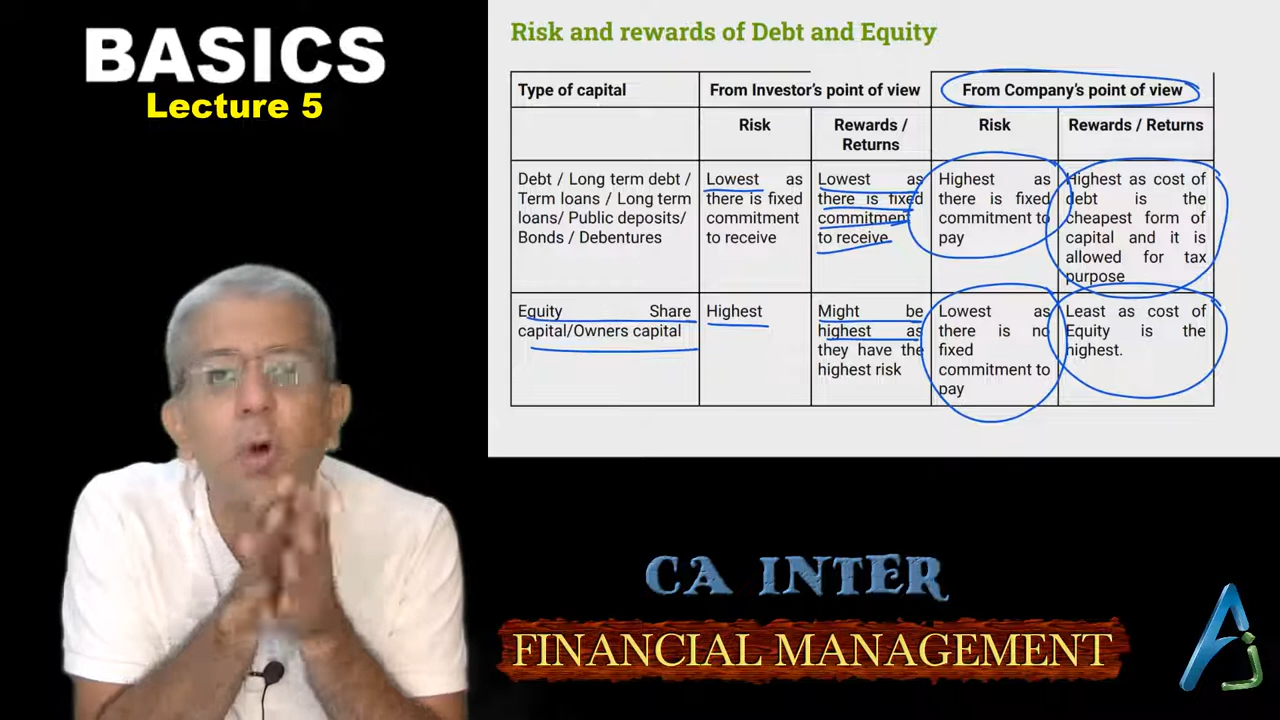 BASICS
Lecture 5
Risk and rewards of Debt and Equity
Type of capital
From Investor's point of view
From Company's point of view
Risk
Rewards /
Returns
Risk
Rewards / Returns
Debt / Long term debt /
Term loans / Long term
loans/ Public deposits/
Bonds / Debentures
Lowest as
there is fixed
commitment
to receive
Lowest as
there is fixed
commitment
to receive
Highest as
there is fixed
commitment to
pay
Highest as cost of
debt is the
cheapest form of
capital and it is
allowed for tax
purpose
Equity Share
capital/Owners capital
Highest
Might be
highest as
they have the
highest risk
Lowest as
there is no
fixed
commitment to
pay
Least as cost of
Equity is the
highest.
CA INTER
FINANCIAL MANAGEMENT